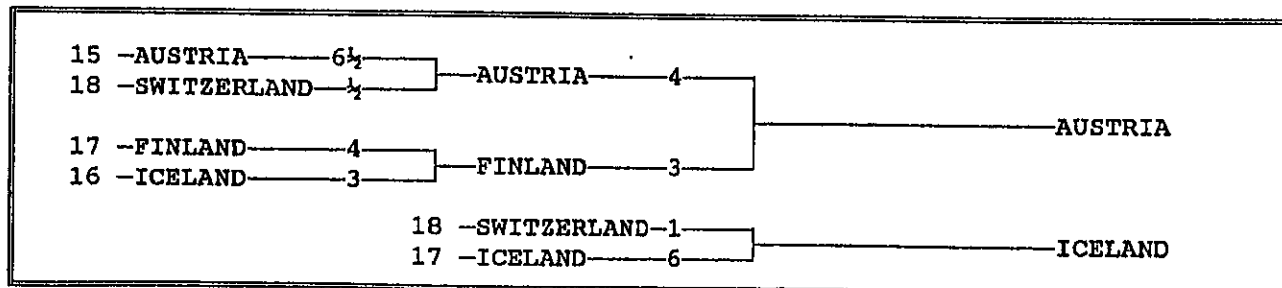 15 —AUSTRIA 6½
18 —SWITZERLAND ½
AUSTRIA 4
AUSTRIA
17 —FINLAND 4
16 —ICELAND 3
FINLAND 3
18 —SWITZERLAND—1
17 —ICELAND 6
ICELAND